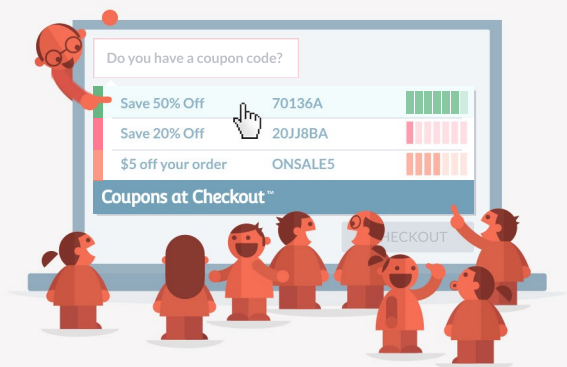 Do you have a coupon code?
Save 50% Off 70136A
Save 20% Off 20JJ8BA
$5 off your order ONSALE5
Coupons at Checkout™
HECKOUT